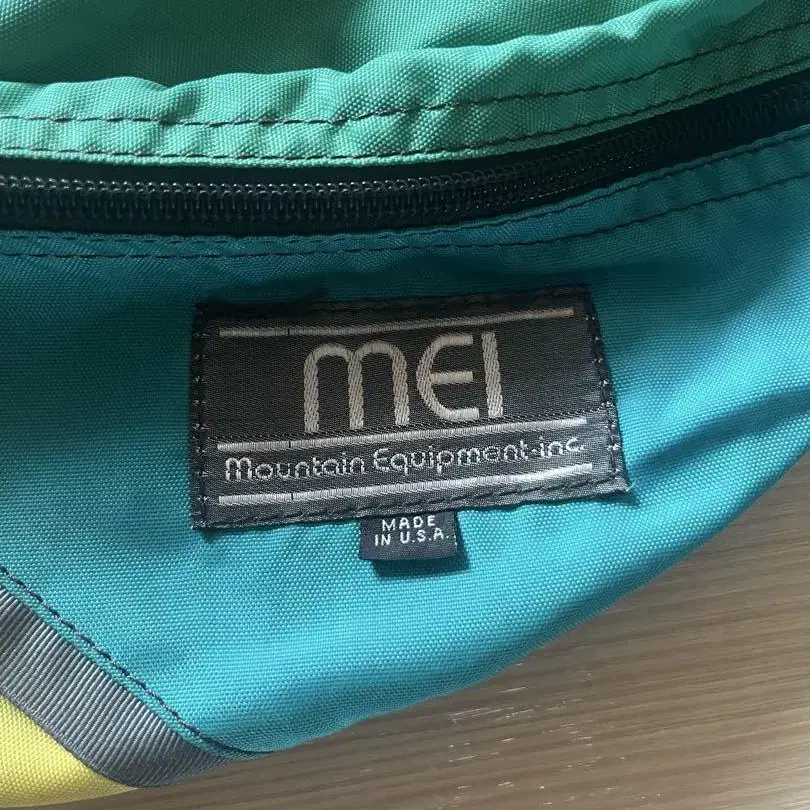 MEI
Mountain Equipment·inc.
MADE
IN U.S.A.